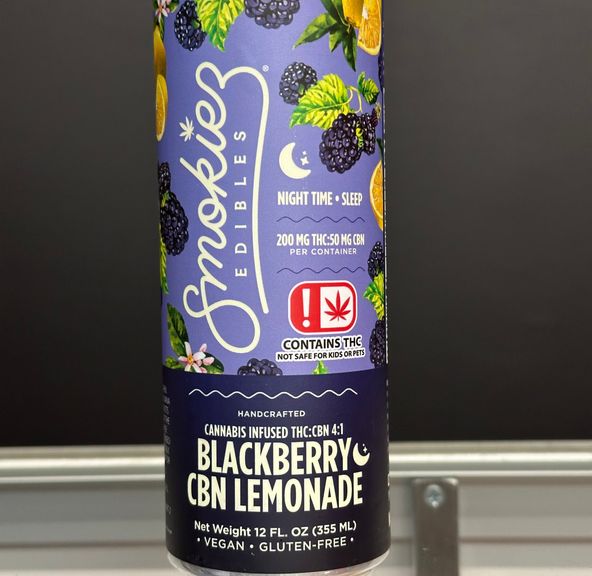 Smokiez®
EDIBLES
NIGHT TIME • SLEEP
200 MG THC:50 MG CBN
PER CONTAINER
!
CONTAINS THC
NOT SAFE FOR KIDS OR PETS
HANDCRAFTED
CANNABIS INFUSED THC:CBN 4:1
BLACKBERRY
CBN LEMONADE
Net Weight 12 FL. OZ (355 ML)
• VEGAN • GLUTEN-FREE •